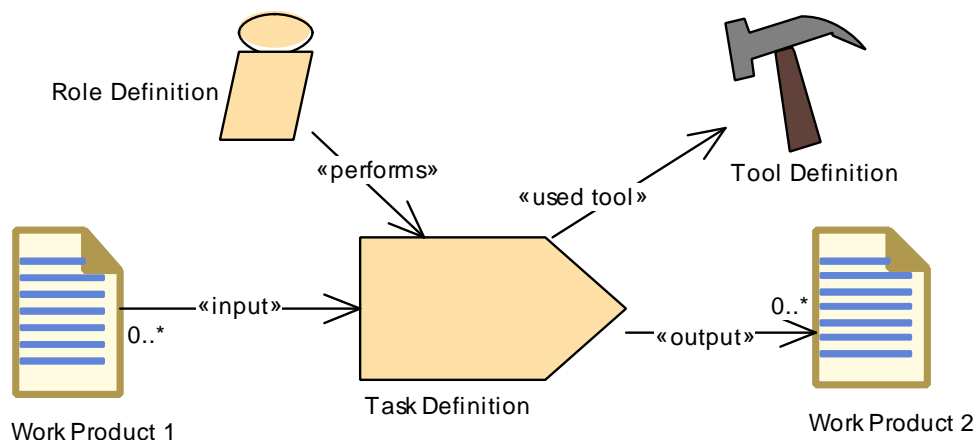 Role Definition
«performs»
«used tool»
Tool Definition
«input»
0..*
0..*
«output»
Task Definition
Work Product 1
Work Product 2